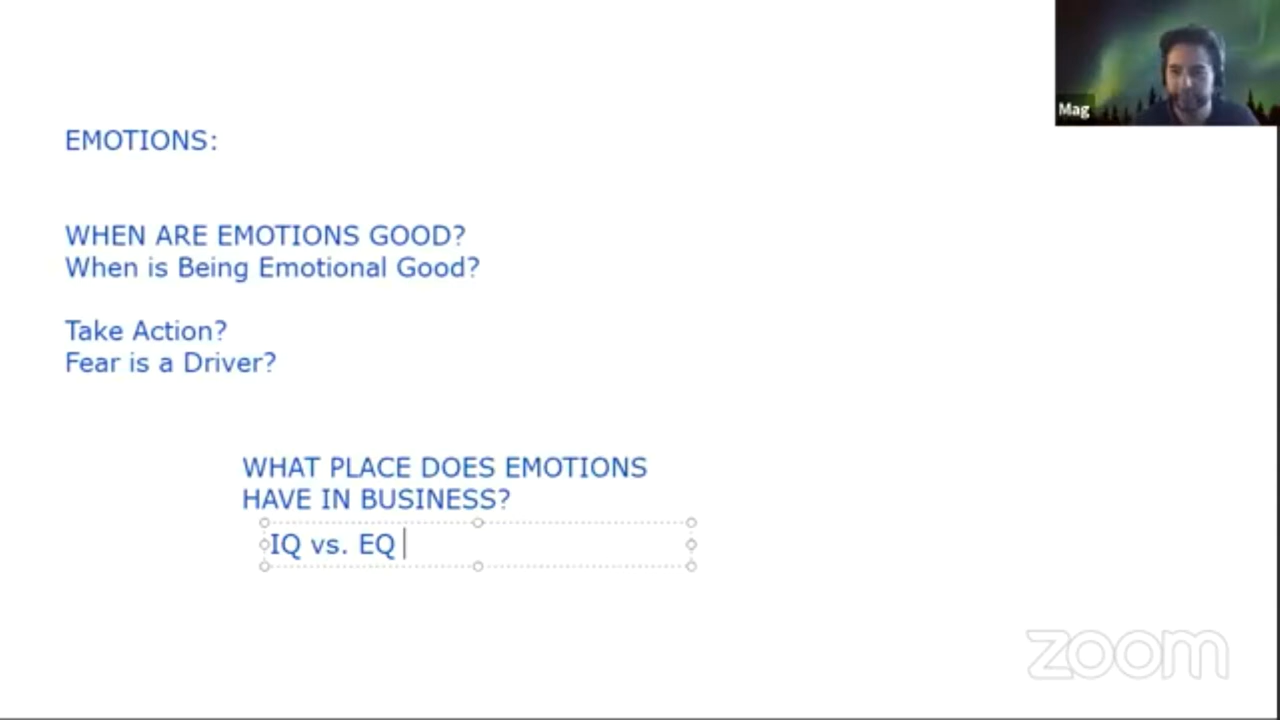 Mag
EMOTIONS:
WHEN ARE EMOTIONS GOOD?
When is Being Emotional Good?
Take Action?
Fear is a Driver?
WHAT PLACE DOES EMOTIONS
HAVE IN BUSINESS?
IQ vs. EQ
zoom